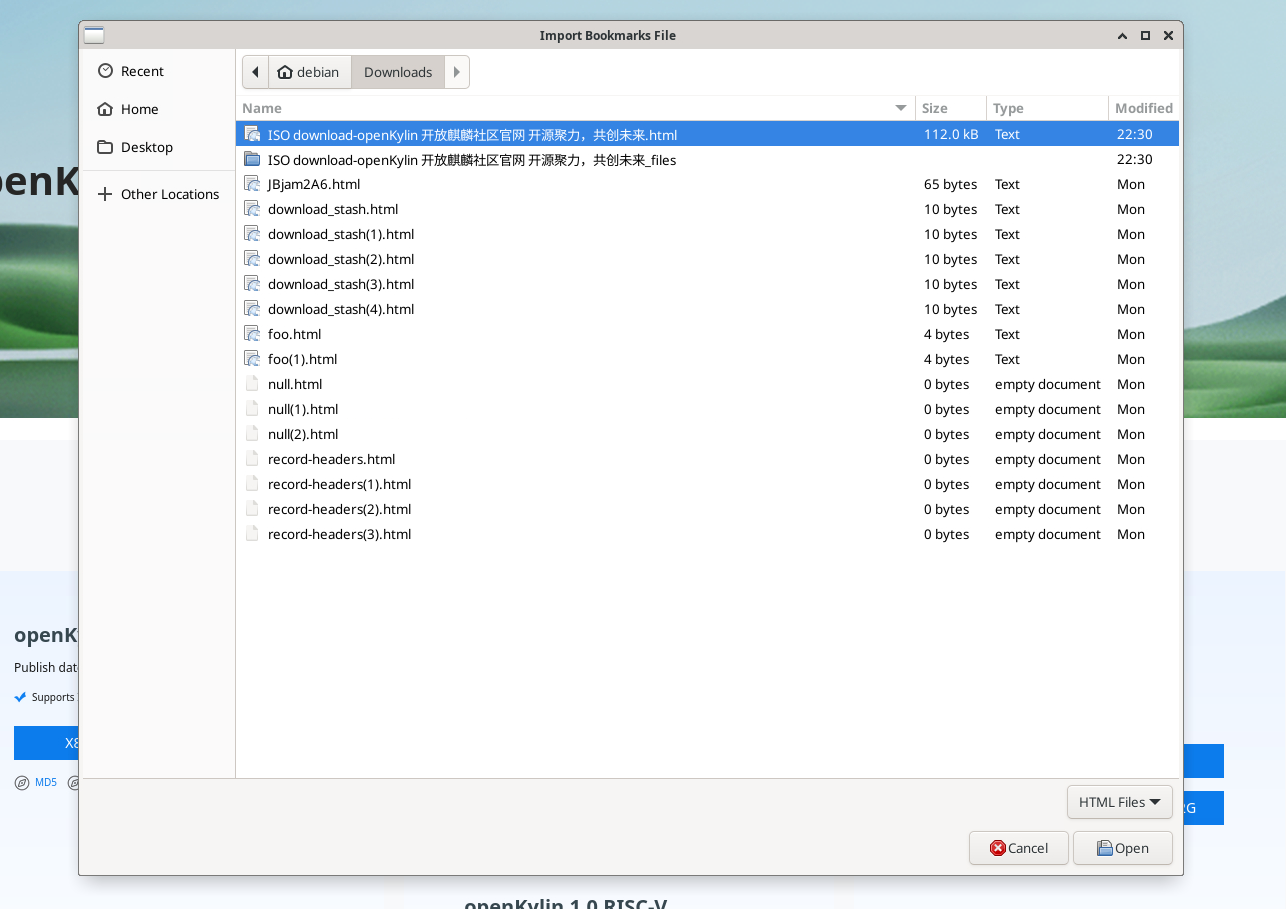 Import Bookmarks File
Recent
Home
Desktop
Other Locations
debian
Downloads
Name Size Type Modified
ISO download-openKylin 开放麒麟社区官网 开源聚力，共创未来.html 112.0 kB Text 22:30
ISO download-openKylin 开放麒麟社区官网 开源聚力，共创未来_files 22:30
JBjam2A6.html 65 bytes Text Mon
download_stash.html 10 bytes Text Mon
download_stash(1).html 10 bytes Text Mon
download_stash(2).html 10 bytes Text Mon
download_stash(3).html 10 bytes Text Mon
download_stash(4).html 10 bytes Text Mon
foo.html 4 bytes Text Mon
foo(1).html 4 bytes Text Mon
null.html 0 bytes empty document Mon
null(1).html 0 bytes empty document Mon
null(2).html 0 bytes empty document Mon
record-headers.html 0 bytes empty document Mon
record-headers(1).html 0 bytes empty document Mon
record-headers(2).html 0 bytes empty document Mon
record-headers(3).html 0 bytes empty document Mon
HTML Files
Cancel
Open
Publish
Supports
MD5
openKylin 1.0 RISC-V